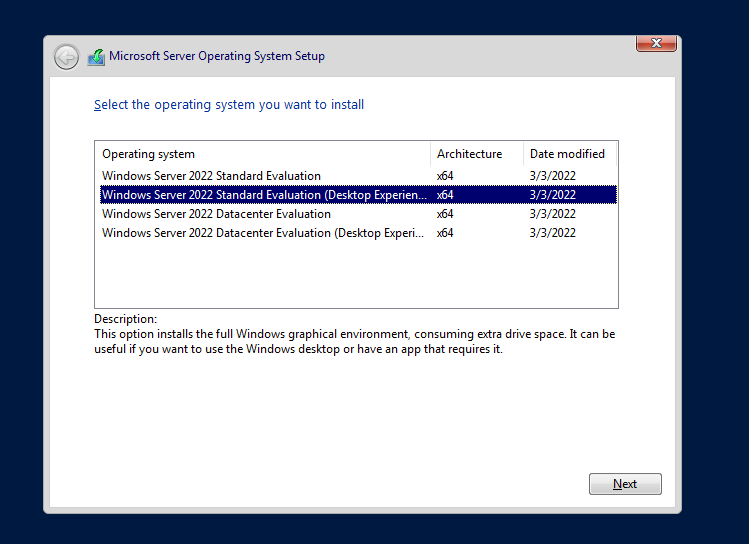 Microsoft Server Operating System Setup
Select the operating system you want to install
Operating system Architecture Date modified
Windows Server 2022 Standard Evaluation x64 3/3/2022
Windows Server 2022 Standard Evaluation (Desktop Experien... x64 3/3/2022
Windows Server 2022 Datacenter Evaluation x64 3/3/2022
Windows Server 2022 Datacenter Evaluation (Desktop Experi... x64 3/3/2022
Description:
This option installs the full Windows graphical environment, consuming extra drive space. It can be
useful if you want to use the Windows desktop or have an app that requires it.
Next